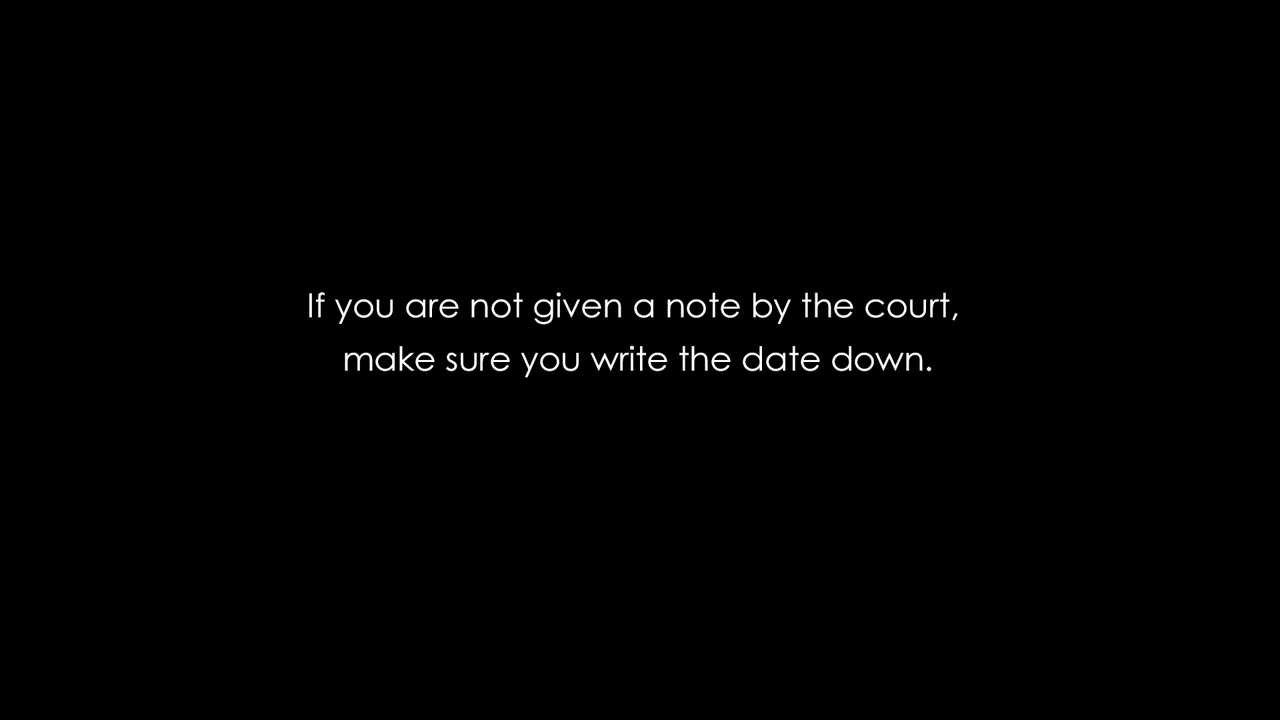 If you are not given a note by the court,
make sure you write the date down.